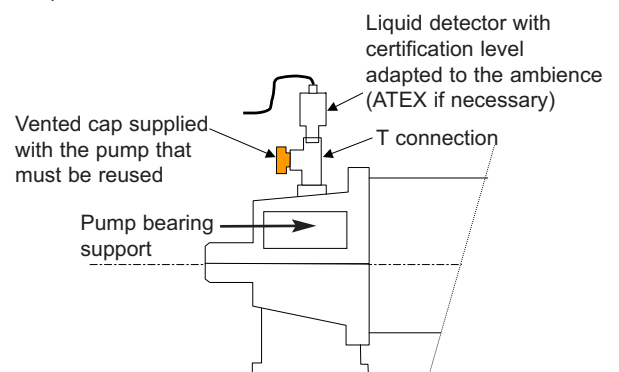 Liquid detector with
certification level
adapted to the ambience
(ATEX if necessary)
Vented cap supplied
with the pump that
must be reused
T connection
Pump bearing
support